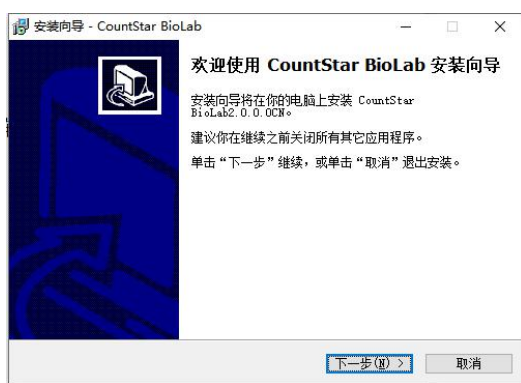 安装向导 - CountStar BioLab
欢迎使用 CountStar BioLab 安装向导
安装向导将在你的电脑上安装 CountStar
BioLab2.0.0.0CN。
建议你在继续之前关闭所有其它应用程序。
单击“下一步”继续，或单击“取消”退出安装。
下一步(N) >
取消